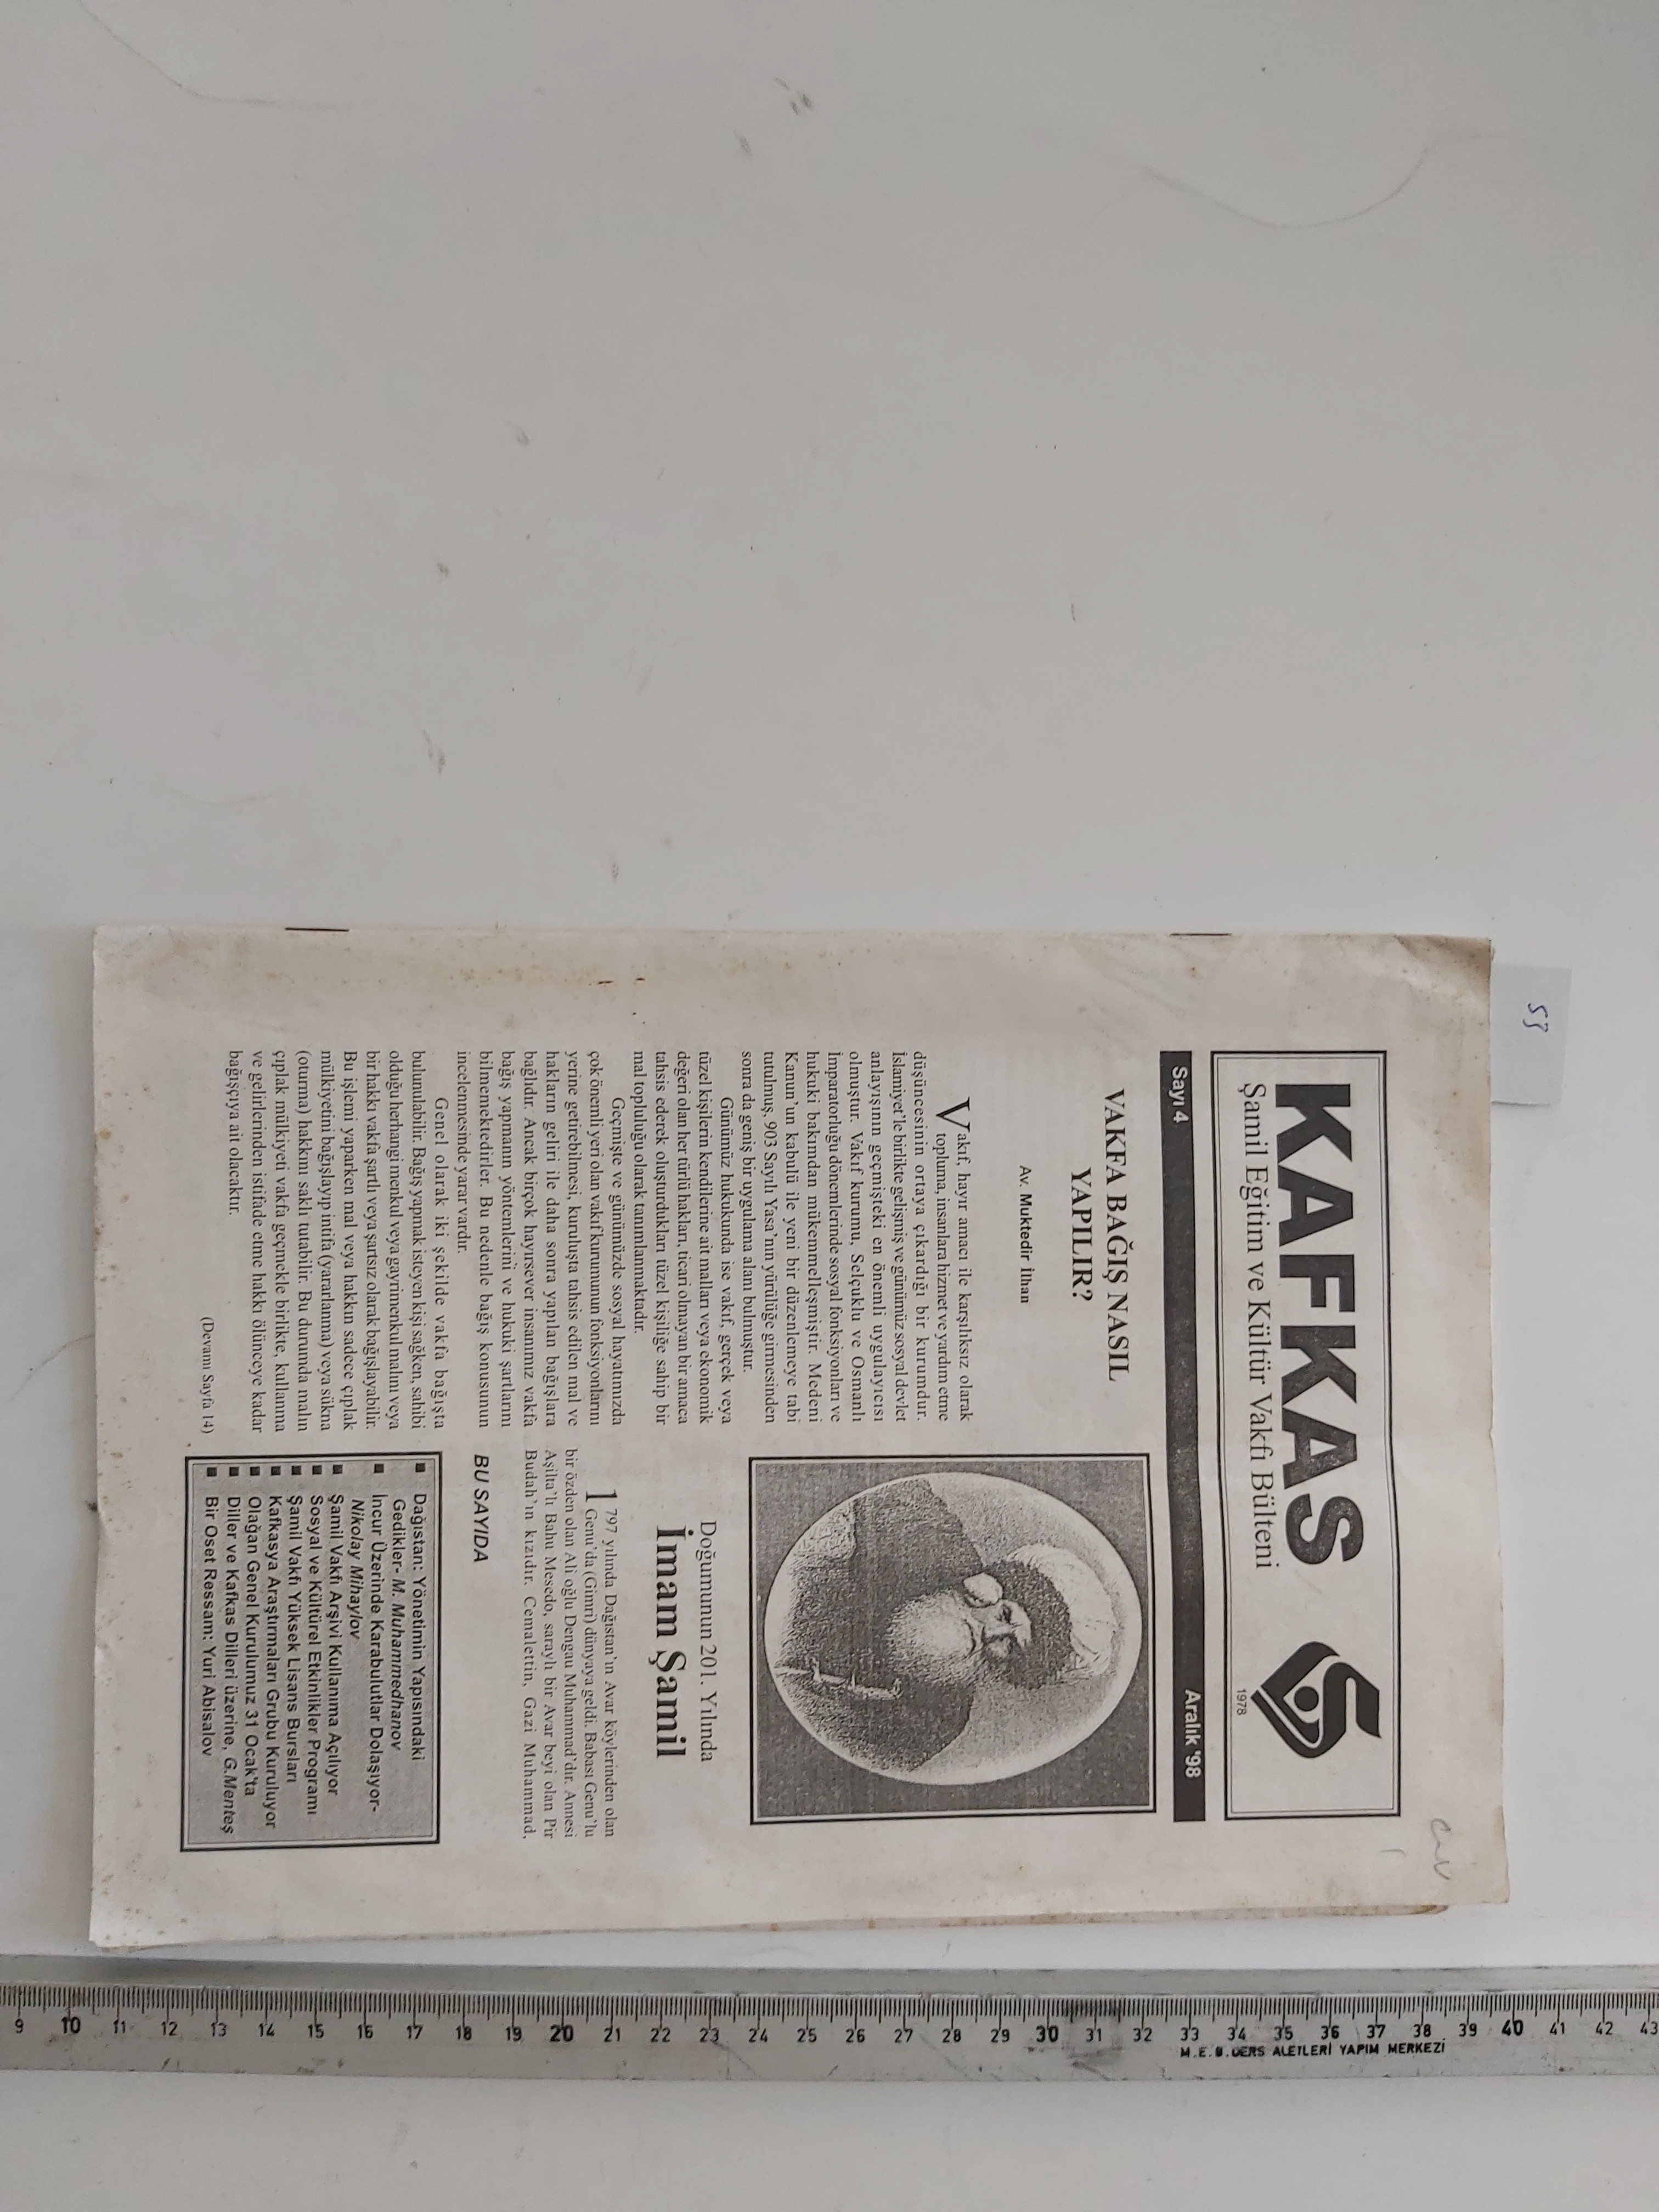 53
KAFKAS
Şamil Eğitim ve Kültür Vakfı Bülteni
1978
Sayı 4
Aralık '98
VAKFA BAĞIŞ NASIL
YAPILIR?
Av. Muktedir İlhan
Vakıf, hayır amacı ile karşılıksız olarak
topluma, insanlara hizmet ve yardım etme
düşüncesinin ortaya çıkardığı bir kurumdur.
İslamiyet'le birlikte gelişmiş ve günümüz sosyal devlet
anlayışının geçmişteki en önemli uygulayıcısı
olmuştur. Vakıf kurumu, Selçuklu ve Osmanlı
İmparatorluğu dönemlerinde sosyal fonksiyonları ve
hukuki bakımdan mükemmelleşmiştir. Medeni
Kanun'un kabulü ile yeni bir düzenlemeye tabi
tutulmuş, 903 Sayılı Yasa'nın yürülüğe girmesinden
sonra da geniş bir uygulama alanı bulmuştur.
Günümüz hukukunda ise vakıf, gerçek veya
tüzel kişilerin kendilerine ait malları veya ekonomik
değeri olan her türlü hakları, ticari olmayan bir amaca
tahsis ederek oluşturdukları tüzel kişiliğe sahip bir
mal topluluğu olarak tanımlanmaktadır.
Geçmişte ve günümüzde sosyal hayatımızda
çok önemli yeri olan vakıf kurumunun fonksiyonlarını
yerine getirebilmesi, kuruluşta tahsis edilen mal ve
hakların geliri ile daha sonra yapılan bağışlara
bağlıdır. Ancak birçok hayırsever insanımız vakfa
bağış yapmanın yöntemlerini ve hukuki şartlarını
bilmemekredirler. Bu nedenle bağış konusunun
incelenmesinde yarar vardır.
Genel olarak iki şekilde vakfa bağışta
bulunulabilir. Bağış yapmak isteyen kişi sağken, sahibi
olduğu herhangi menkul veya gayrimenkul malını veya
bir hakkı vakfa şartlı veya şartsız olarak bağışlayabilir.
Bu işlemi yaparken mal veya hakkın sadece çıplak
mülkiyetini bağışlayıp intifa (yararlanma) veya sükna
(oturma) hakkını saklı tutabilir. Bu durumda malın
çıplak mülkiyeti vakfa geçmekle birlikte, kullanma
ve gelirlerinden istifade etme hakkı ölünceye kadar
bağışçıya ait olacaktır.
(Devamı Sayfa 14)
Doğumunun 201. Yılında
İmam Şamil
1797 yılında Dağıstan'ın Avar köylerinden olan
Genu'da (Gimri) dünyaya geldi. Babası Genu'lu
bir özden olan Ali oğlu Dengau Muhammad'dır. Annesi
Aşilta'lı Bahu Mesedo, saraylı bir Avar beyi olan Pir
Budah'ın kızıdır. Cemalettin, Gazi Muhammad,
BU SAYIDA
■ Dağıstan: Yönetimin Yapısındaki
Gedikler- M. Muhammedhanov
■ İncur Üzerinde Karabulutlar Dolaşıyor-
Nikolay Mihaylov
■ Şamil Vakfı Arşivi Kullanıma Açılıyor
■ Sosyal ve Kültürel Etkinlikler Programı
■ Şamil Vakfı Yüksek Lisans Bursları
■ Kafkasya Araştırmaları Grubu Kuruluyor
■ Olağan Genel Kurulumuz 31 Ocak'ta
■ Diller ve Kafkas Dilleri üzerine, G.Menteş
■ Bir Oset Ressam: Yuri Abisalov
9 10 11 12 13 14 15 16 17 18 19 20 21 22 23 24 25 26 27 28 29 30 31 32 33 34 35 36 37 38 39 40 41 42 43
M.E.B. DERS ALETLERİ YAPIM MERKEZİ